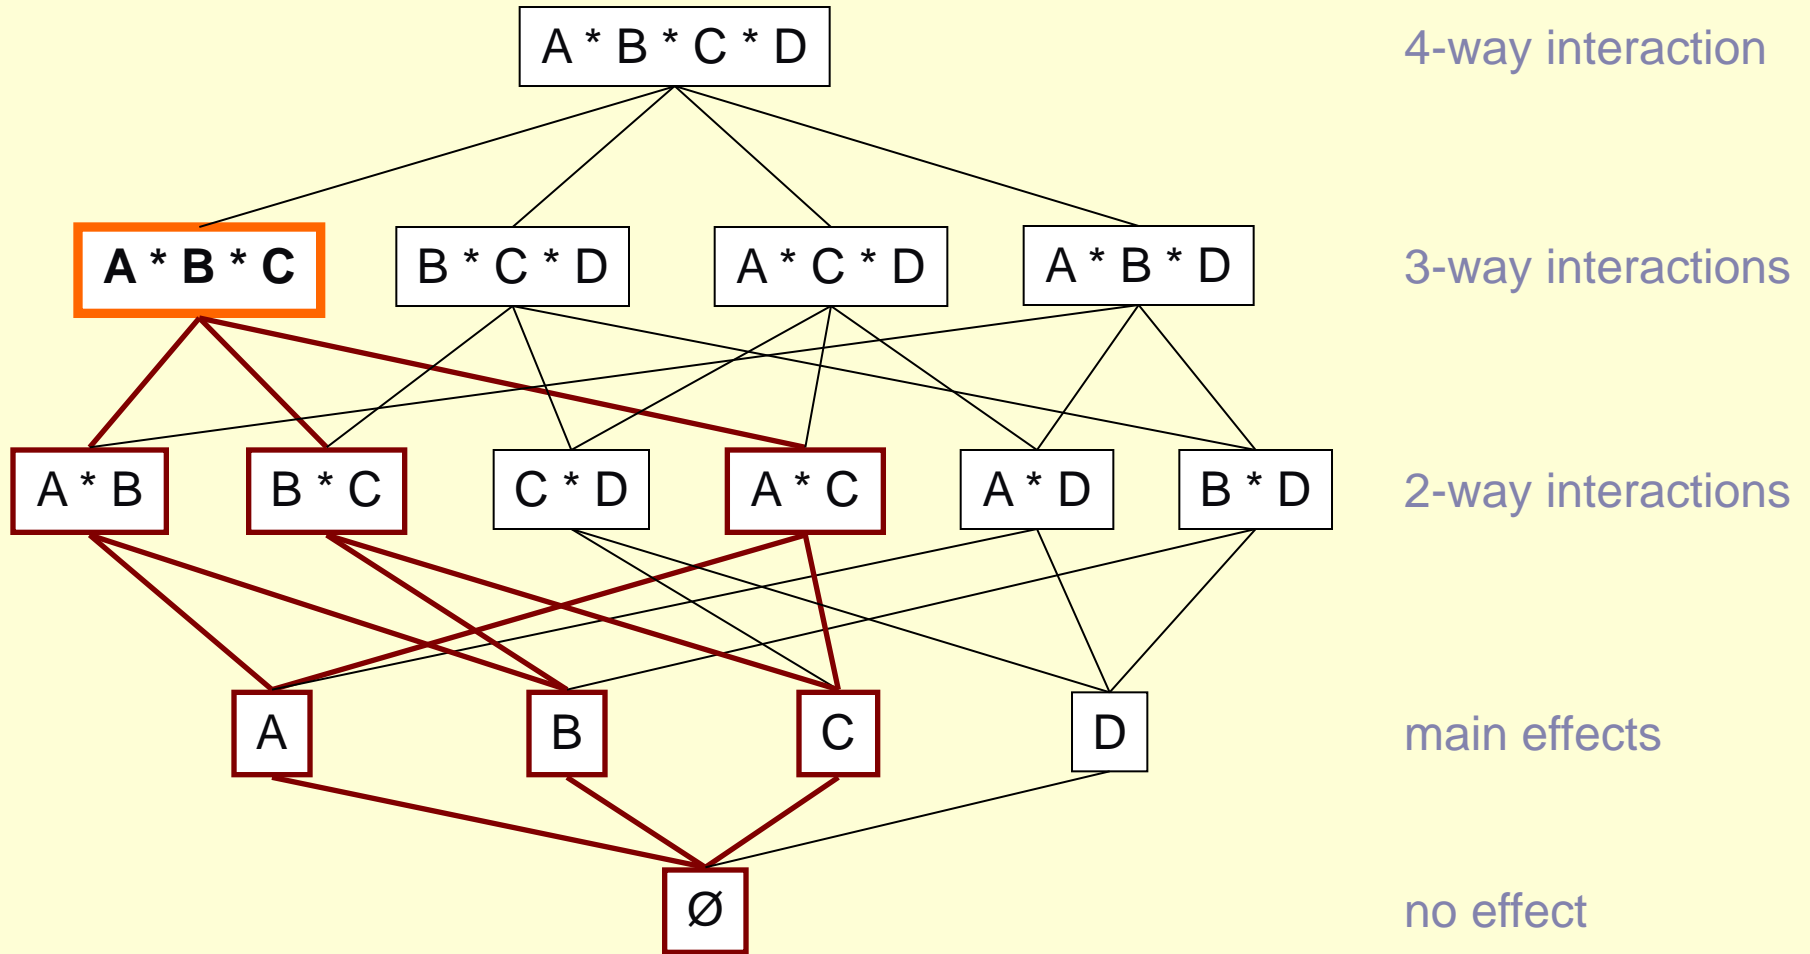 A * B * C * D 4-way interaction
A * B * C B * C * D A * C * D A * B * D 3-way interactions
A * B B * C C * D A * C A * D B * D 2-way interactions
A B C D main effects
Ø no effect